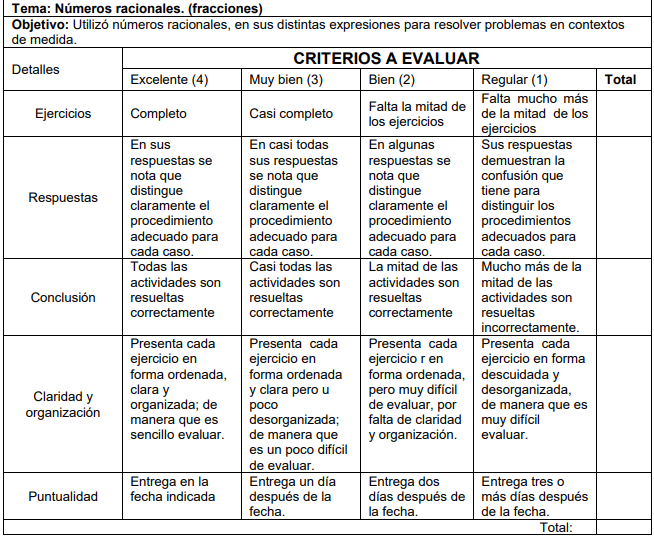 Tema: Números racionales. (fracciones)
Objetivo: Utilizó números racionales, en sus distintas expresiones para resolver problemas en contextos
de medida.
Detalles
CRITERIOS A EVALUAR
Excelente (4)
Muy bien (3)
Bien (2)
Regular (1)
Total
Ejercicios
Completo
Casi completo
Falta la mitad de
los ejercicios
Falta mucho más
de la mitad de los
ejercicios
Respuestas
En sus
respuestas se
nota que
distingue
claramente el
procedimiento
adecuado para
cada caso.
En casi todas
sus respuestas
se nota que
distingue
claramente el
procedimiento
adecuado para
cada caso.
En algunas
respuestas se
nota que
distingue
claramente el
procedimiento
adecuado para
cada caso.
Sus respuestas
demuestran la
confusión que
tiene para
distinguir los
procedimientos
adecuados para
cada caso.
Conclusión
Todas las
actividades son
resueltas
correctamente
Casi todas las
actividades son
resueltas
correctamente
La mitad de las
actividades son
resueltas
correctamente
Mucho más de la
mitad de las
actividades son
resueltas
incorrectamente.
Claridad y
organización
Presenta cada
ejercicio en
forma ordenada,
clara y
organizada; de
manera que es
sencillo evaluar.
Presenta cada
ejercicio en
forma ordenada
y clara pero u
poco
desorganizada;
de manera que
es un poco difícil
de evaluar.
Presenta cada
ejercicio r en
forma ordenada,
pero muy difícil
de evaluar, por
falta de claridad
y organización.
Presenta cada
ejercicio en forma
descuidada y
desorganizada,
de manera que es
muy difícil
evaluar.
Puntualidad
Entrega en la
fecha indicada
Entrega un día
después de la
fecha.
Entrega dos
días después de
la fecha.
Entrega tres o
más días después
de la fecha.
Total: